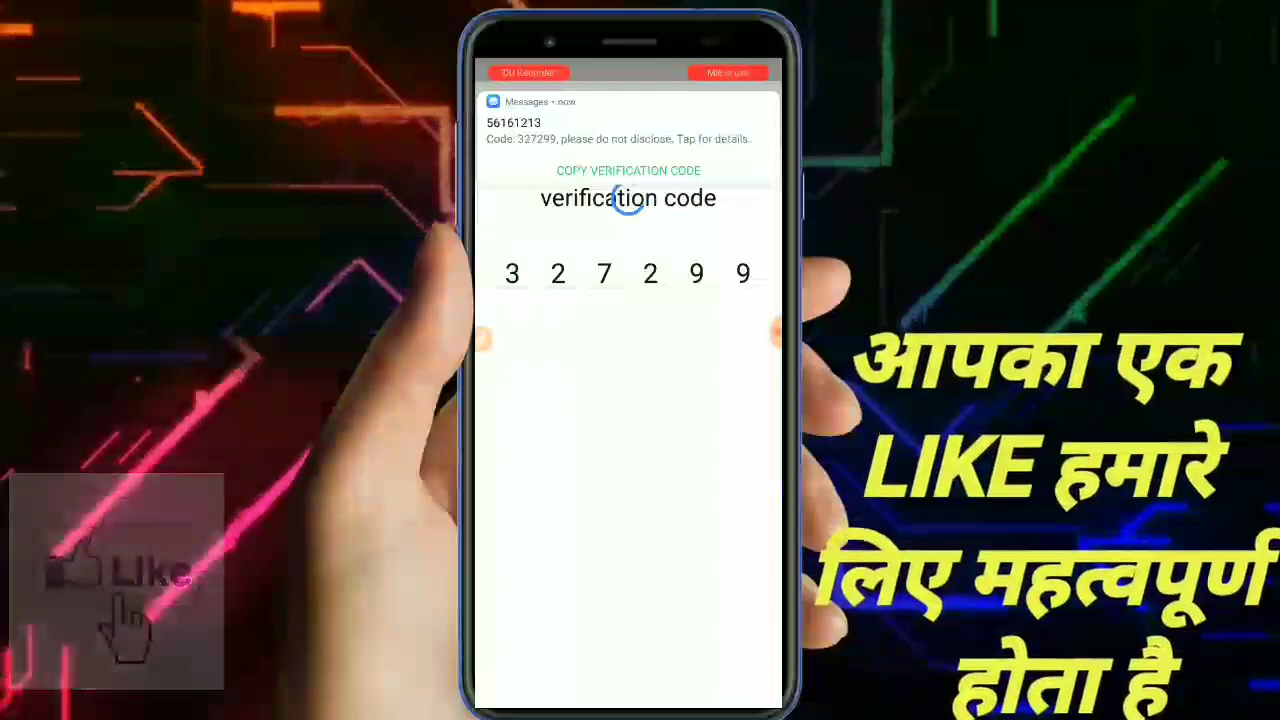 DU Recorder
Mic in use
Messages • now
56161213
Code: 327299, please do not disclose. Tap for details.
COPY VERIFICATION CODE
verification code
3 2 7 2 9 9
आपका एक
LIKE हमारे
लिए महत्वपूर्ण
होता है
Like